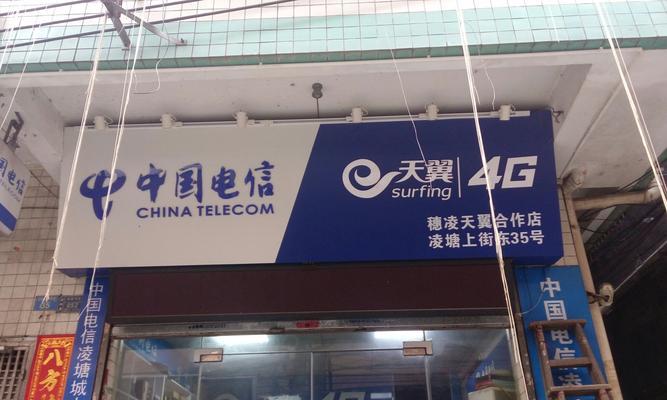 中国电信
CHINA TELECOM
天翼
surfing
4G
穗凌天翼合作店
凌塘上街东35号
中国电信凌塘城
中国电信凌
八方